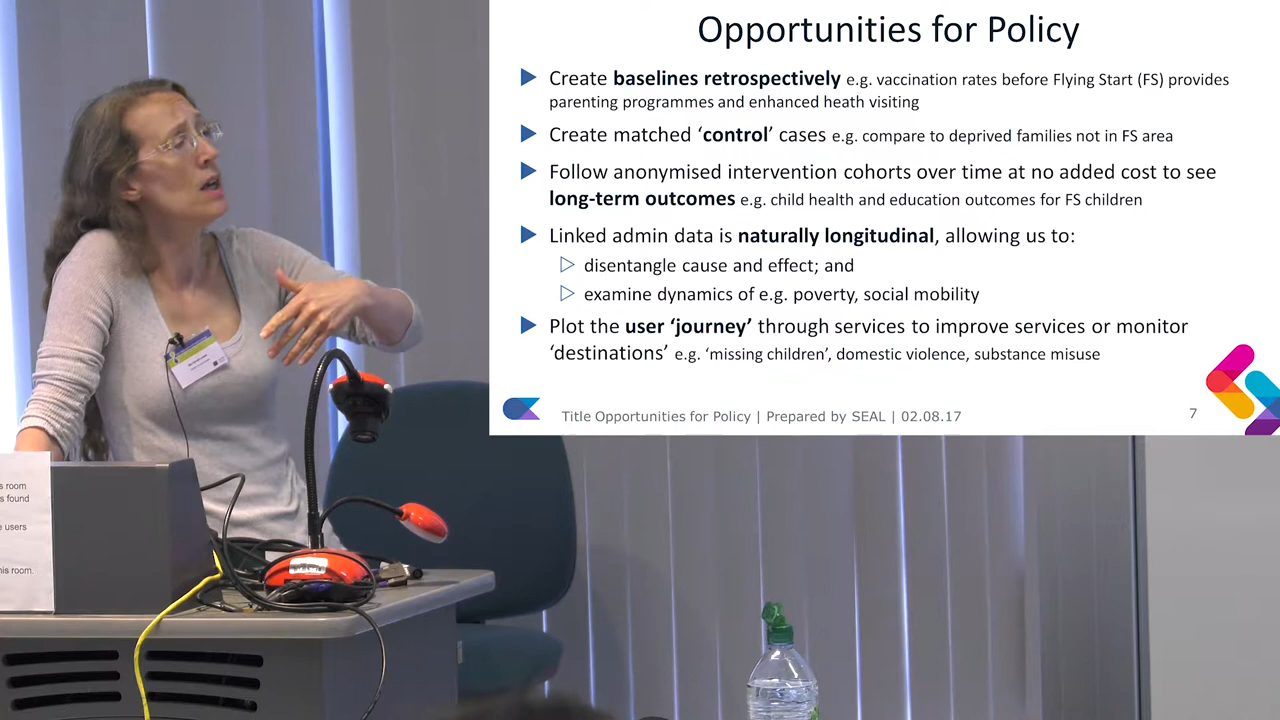 Opportunities for Policy
Create baselines retrospectively e.g. vaccination rates before Flying Start (FS) provides
parenting programmes and enhanced heath visiting
Create matched ‘control’ cases e.g. compare to deprived families not in FS area
Follow anonymised intervention cohorts over time at no added cost to see
long-term outcomes e.g. child health and education outcomes for FS children
Linked admin data is naturally longitudinal, allowing us to:
disentangle cause and effect; and
examine dynamics of e.g. poverty, social mobility
Plot the user ‘journey’ through services to improve services or monitor
‘destinations’ e.g. ‘missing children’, domestic violence, substance misuse
Title Opportunities for Policy | Prepared by SEAL | 02.08.17
7
room
found
users
room.